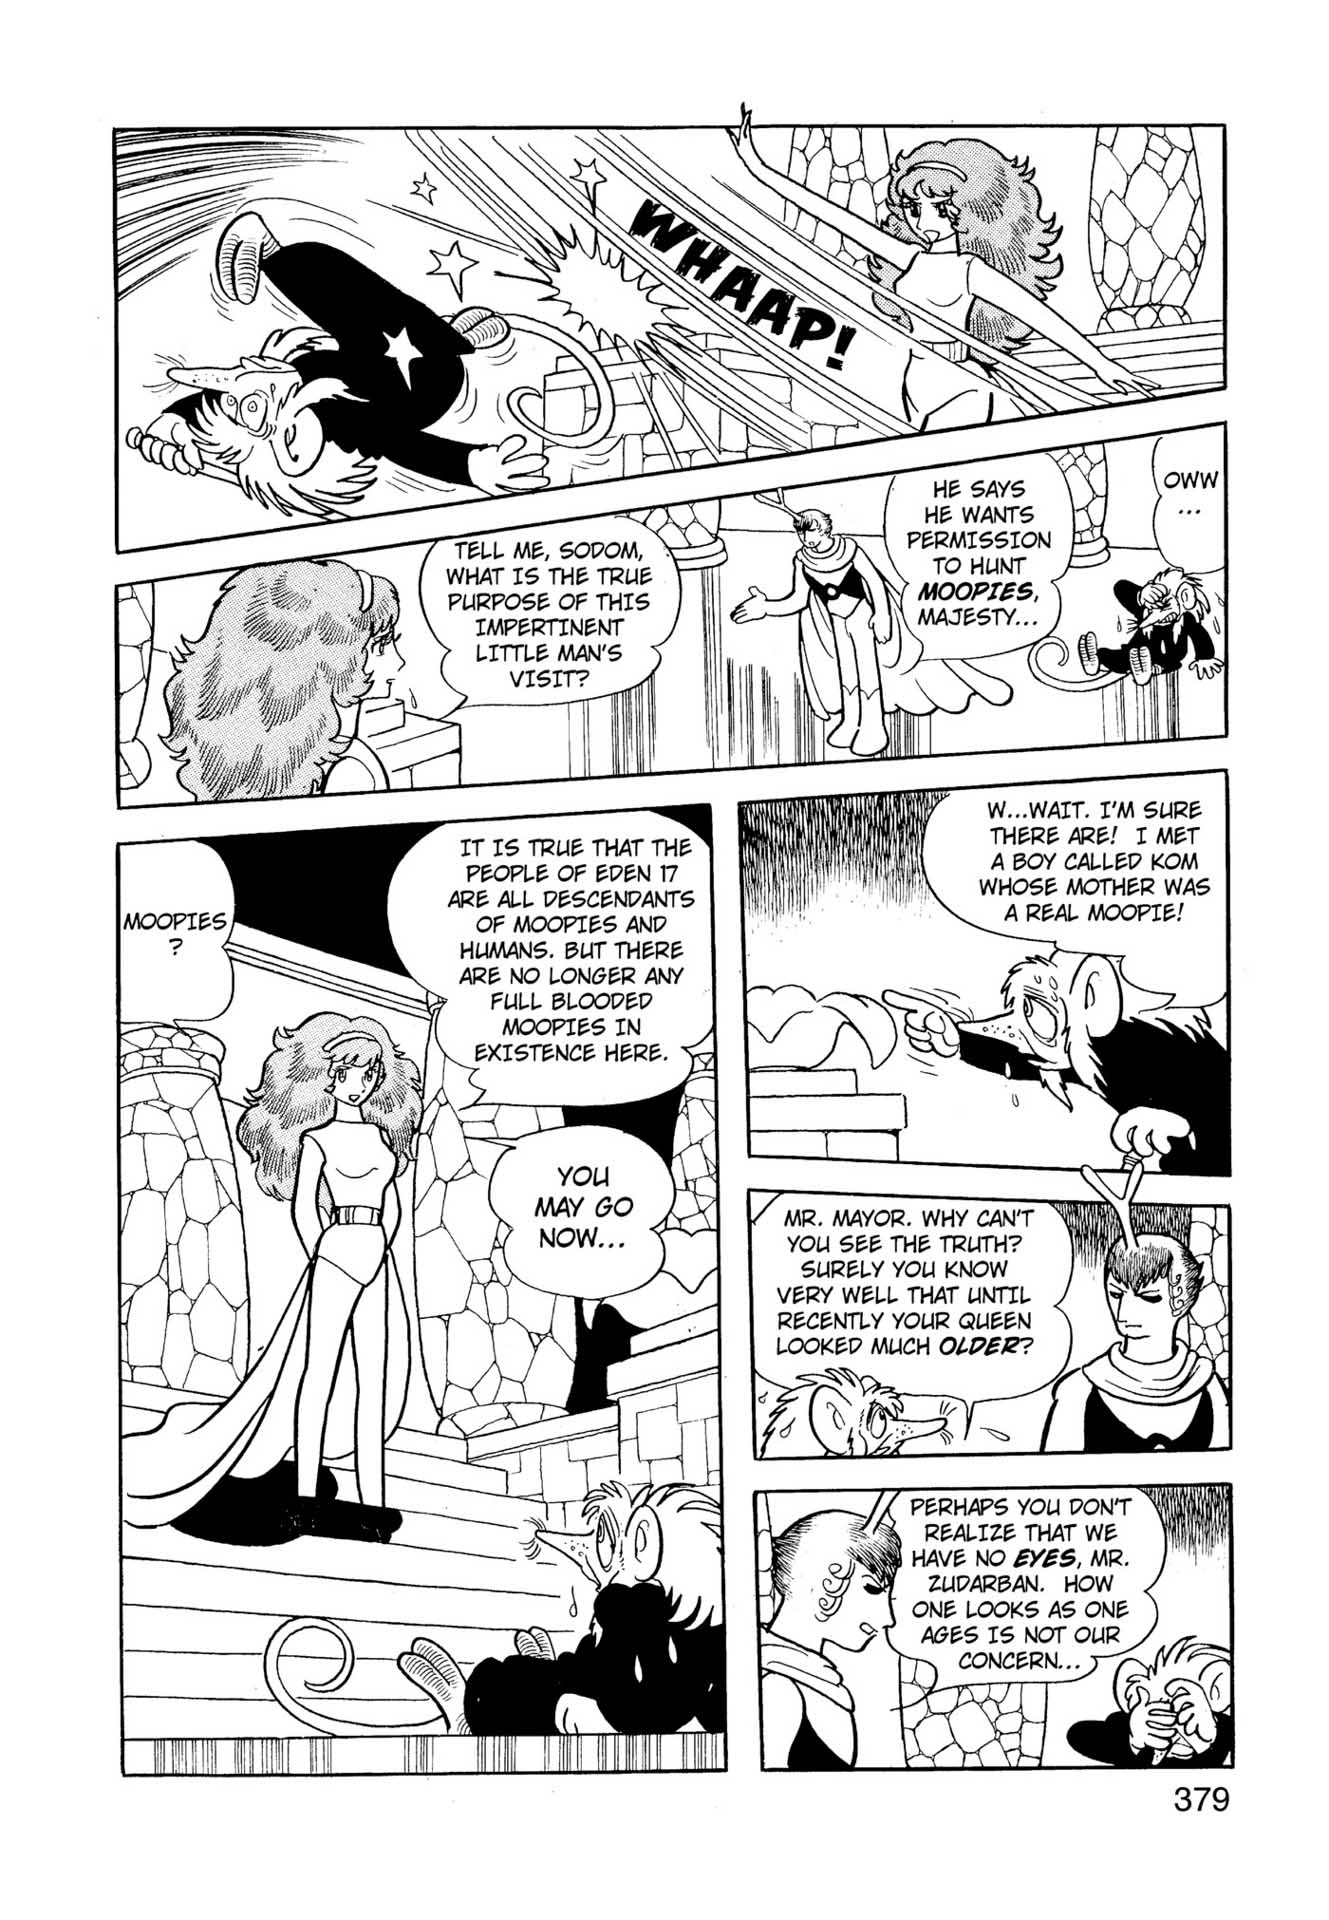 WHAAP!
TELL ME, SODOM,
WHAT IS THE TRUE
PURPOSE OF THIS
IMPERTINENT
LITTLE MAN'S
VISIT?
HE SAYS
HE WANTS
PERMISSION
TO HUNT
MOOPIES,
MAJESTY...
OWW
...
MOOPIES
?
IT IS TRUE THAT THE
PEOPLE OF EDEN 17
ARE ALL DESCENDANTS
OF MOOPIES AND
HUMANS. BUT THERE
ARE NO LONGER ANY
FULL BLOODED
MOOPIES IN
EXISTENCE HERE.
YOU
MAY GO
NOW...
W...WAIT. I'M SURE
THERE ARE! I MET
A BOY CALLED KOM
WHOSE MOTHER WAS
A REAL MOOPIE!
MR. MAYOR. WHY CAN'T
YOU SEE THE TRUTH?
SURELY YOU KNOW
VERY WELL THAT UNTIL
RECENTLY YOUR QUEEN
LOOKED MUCH OLDER?
PERHAPS YOU DON'T
REALIZE THAT WE
HAVE NO EYES, MR.
ZUDARBAN. HOW
ONE LOOKS AS ONE
AGES IS NOT OUR
CONCERN...
379